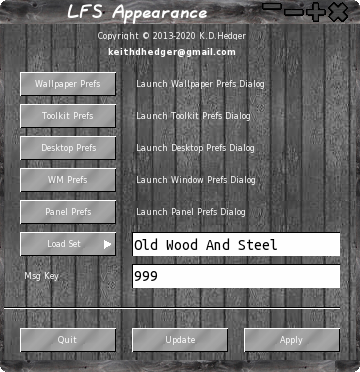 LFS Appearance
Copyright © 2013-2020 K.D.Hedger
keithdhedger@gmail.com
Wallpaper Prefs Launch Wallpaper Prefs Dialog
Toolkit Prefs Launch Toolkit Prefs Dialog
Desktop Prefs Launch Desktop Prefs Dialog
WM Prefs Launch Window Prefs Dialog
Panel Prefs Launch Panel Prefs Dialog
Load Set Old Wood And Steel
Msg Key 999
Quit Update Apply